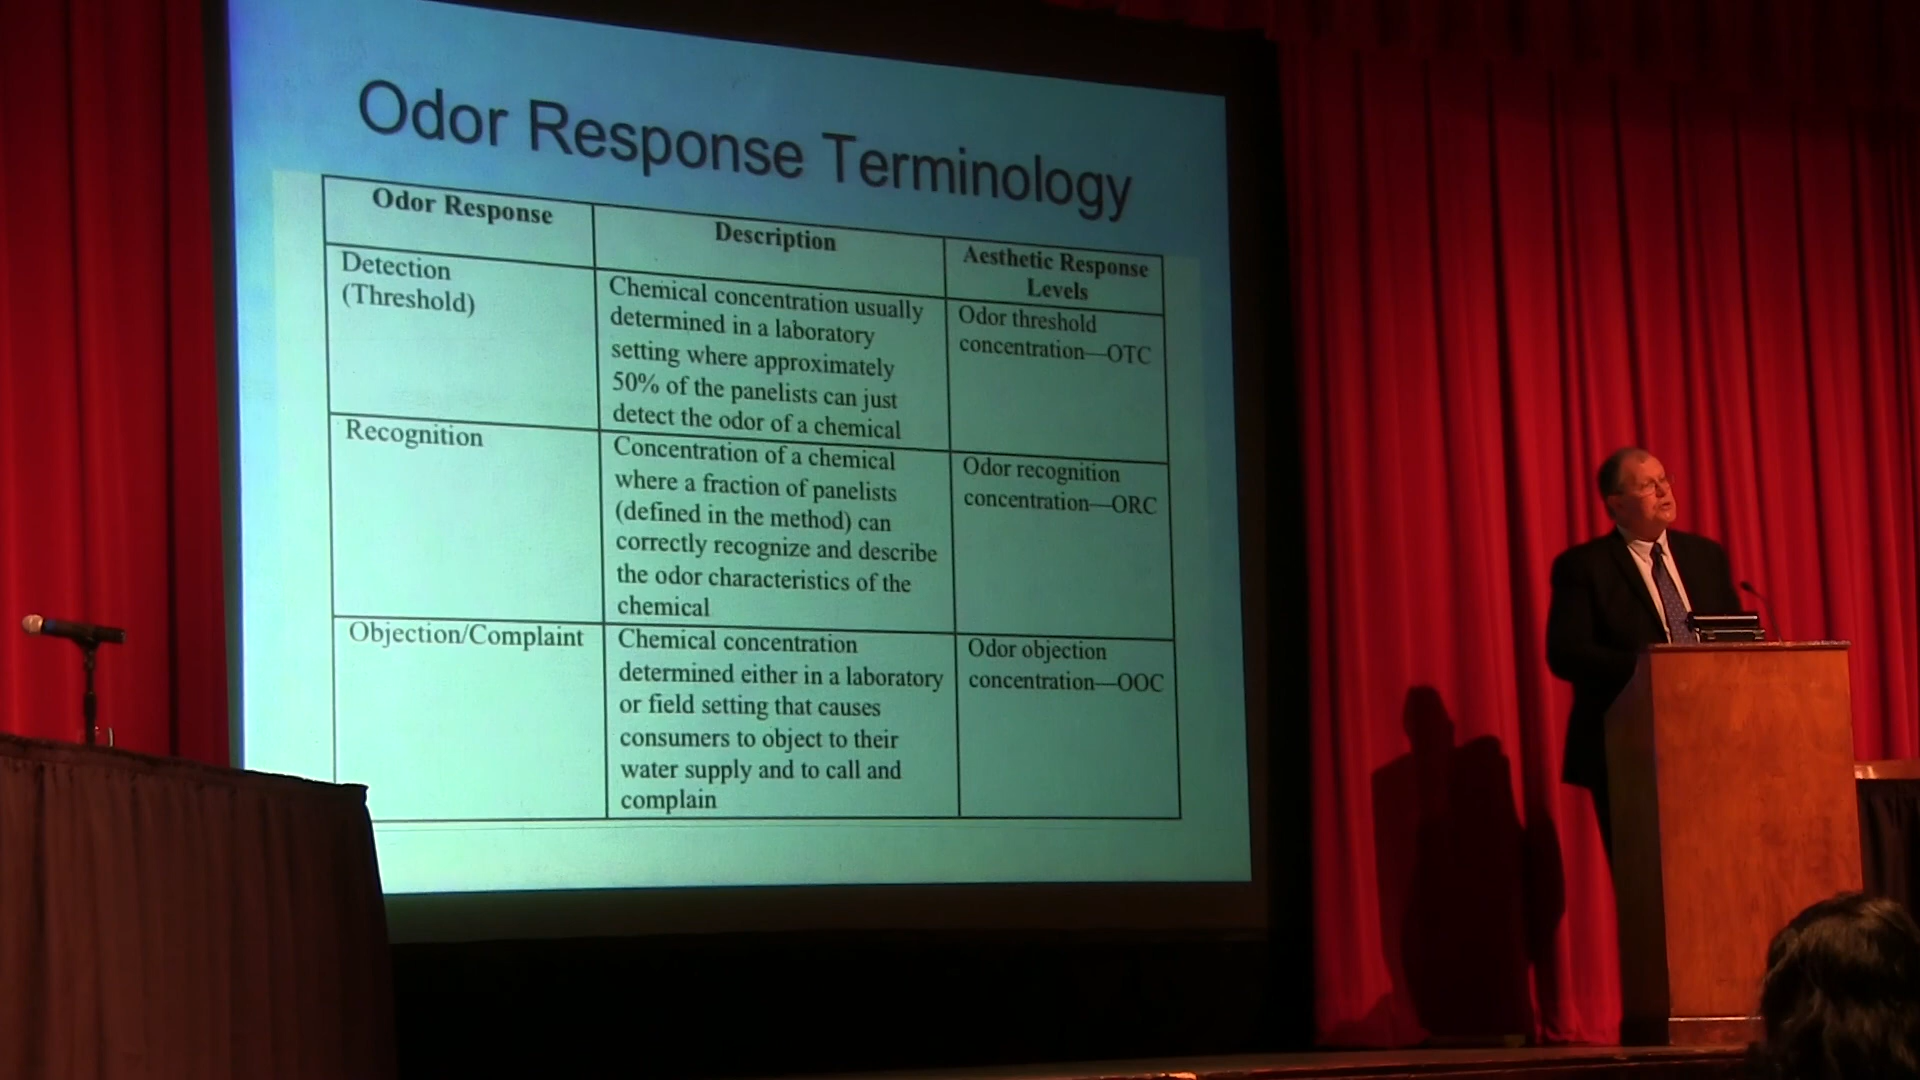 Odor Response Terminology
Odor Response
Description
Aesthetic Response
Levels
Detection
(Threshold)
Chemical concentration usually
determined in a laboratory
setting where approximately
50% of the panelists can just
detect the odor of a chemical
Odor threshold
concentration—OTC
Recognition
Concentration of a chemical
where a fraction of panelists
(defined in the method) can
correctly recognize and describe
the odor characteristics of the
chemical
Odor recognition
concentration—ORC
Objection/Complaint
Chemical concentration
determined either in a laboratory
or field setting that causes
consumers to object to their
water supply and to call and
complain
Odor objection
concentration—OOC